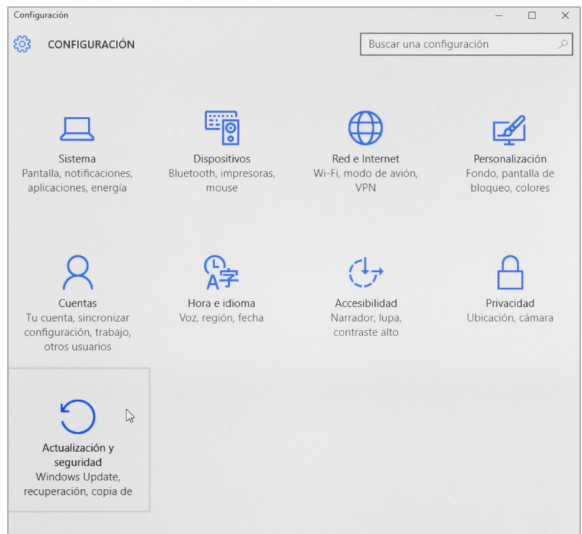 Configuración
CONFIGURACIÓN
Buscar una configuración
Sistema
Pantalla, notificaciones,
aplicaciones, energía
Dispositivos
Bluetooth, impresoras,
mouse
Red e Internet
Wi-Fi, modo de avión,
VPN
Personalización
Fondo, pantalla de
bloqueo, colores
Cuentas
Tu cuenta, sincronizar
configuración, trabajo,
otros usuarios
Hora e idioma
Voz, región, fecha
Accesibilidad
Narrador, lupa,
contraste alto
Privacidad
Ubicación, cámara
Actualización y
seguridad
Windows Update,
recuperación, copia de